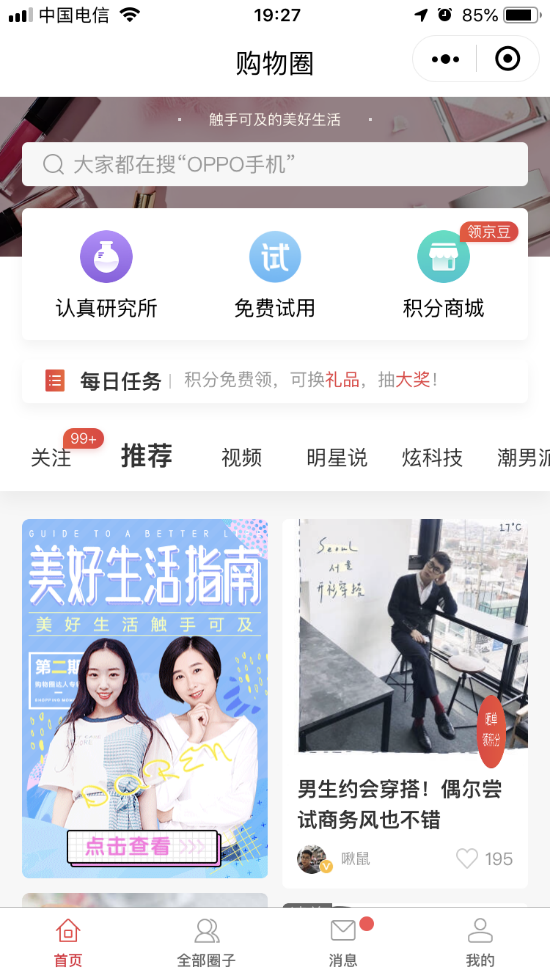 中国电信
19:27
85%
购物圈
触手可及的美好生活
大家都在搜“OPPO手机”
领京豆
试
认真研究所
免费试用
积分商城
每日任务
积分免费领，可换礼品，抽大奖！
99+
关注
推荐
视频
明星说
炫科技
潮男派
GUIDE TO A BETTER LI
美好生活指南
美好生活触手可及
第二期
DAREN
点击查看
17°C
Seoul
男生约会穿搭！偶尔尝
试商务风也不错
啾鼠
195
首页
全部圈子
消息
我的